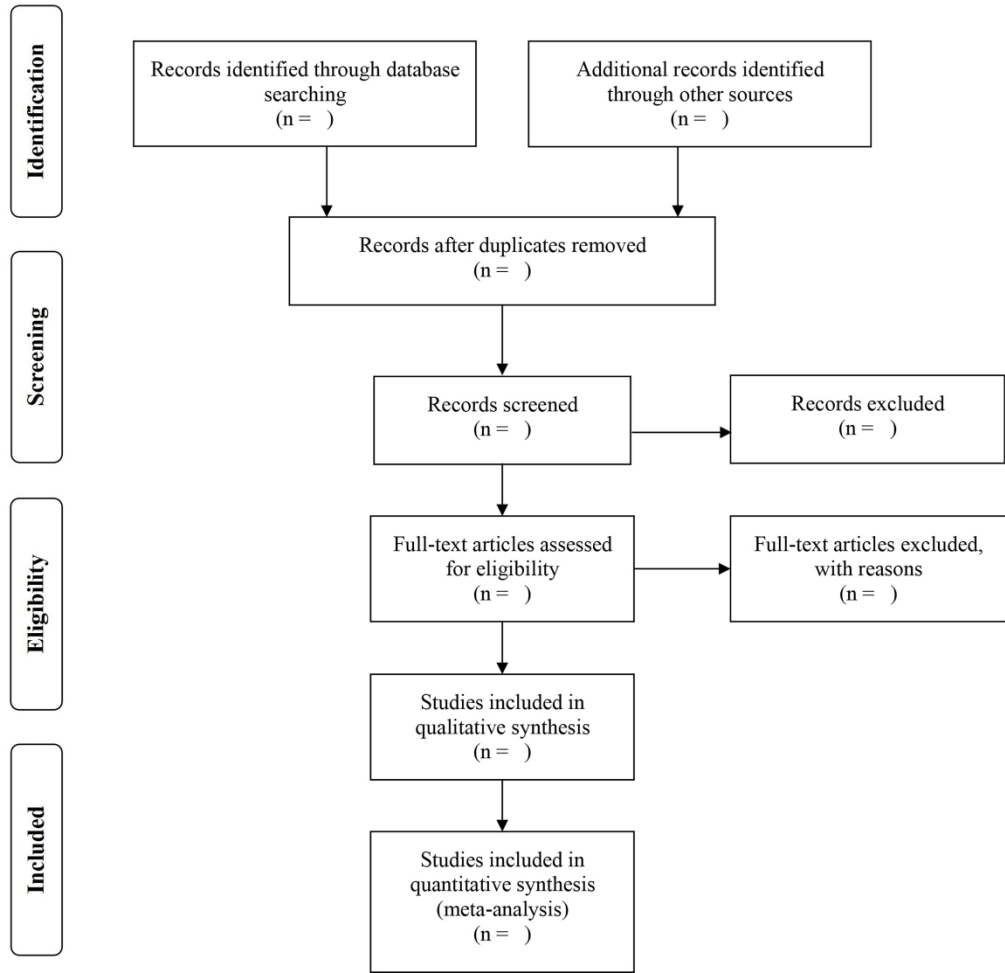 Identification
Records identified through database
searching
(n =   )
Additional records identified
through other sources
(n =   )
Records after duplicates removed
(n =   )
Screening
Records screened
(n =   )
Records excluded
(n =   )
Eligibility
Full-text articles assessed
for eligibility
(n =   )
Full-text articles excluded,
with reasons
(n =   )
Studies included in
qualitative synthesis
(n =   )
Included
Studies included in
quantitative synthesis
(meta-analysis)
(n =   )